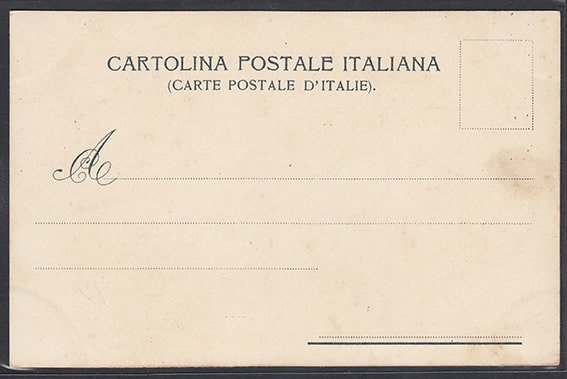 CARTOLINA POSTALE ITALIANA
(CARTE POSTALE D'ITALIE).
A